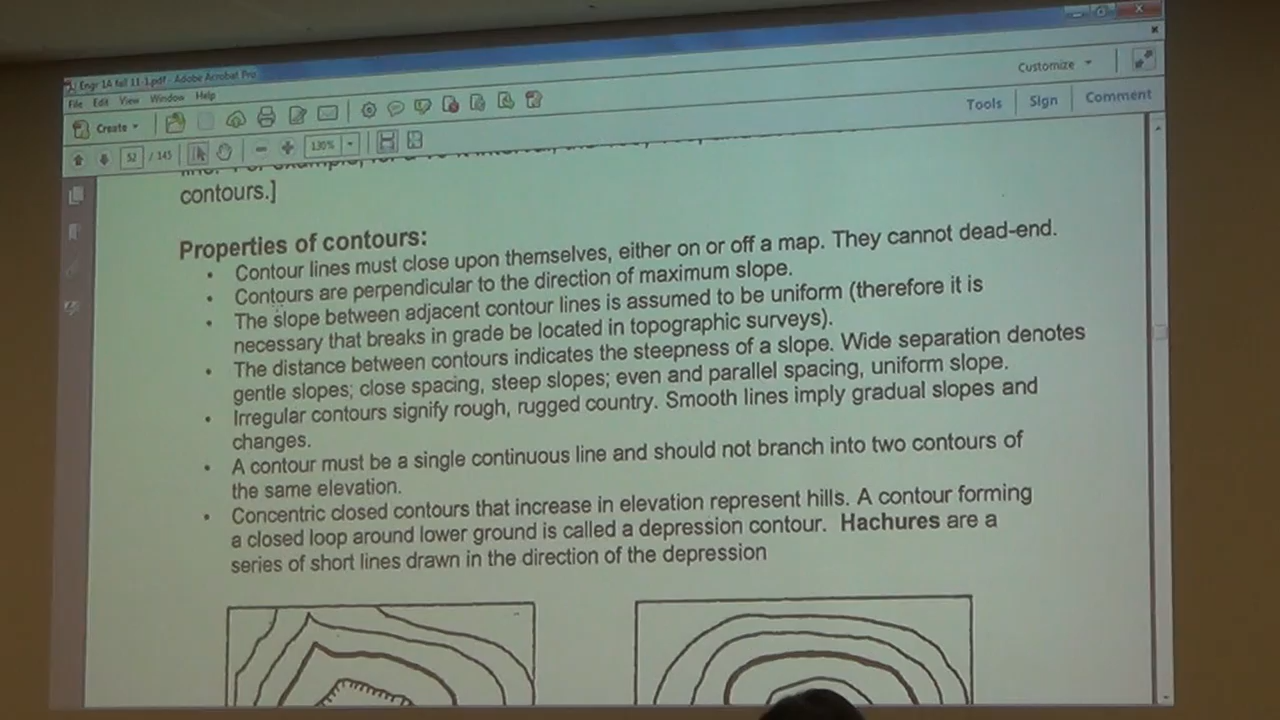 Engr 1A fall 11-1.pdf - Adobe Acrobat Pro
File Edit View Window Help
Customize
Create
Tools Sign Comment
52 / 145 130%
contours.]
Properties of contours:
• Contour lines must close upon themselves, either on or off a map. They cannot dead-end.
• Contours are perpendicular to the direction of maximum slope.
• The slope between adjacent contour lines is assumed to be uniform (therefore it is
necessary that breaks in grade be located in topographic surveys).
• The distance between contours indicates the steepness of a slope. Wide separation denotes
gentle slopes; close spacing, steep slopes; even and parallel spacing, uniform slope.
• Irregular contours signify rough, rugged country. Smooth lines imply gradual slopes and
changes.
• A contour must be a single continuous line and should not branch into two contours of
the same elevation.
• Concentric closed contours that increase in elevation represent hills. A contour forming
a closed loop around lower ground is called a depression contour. Hachures are a
series of short lines drawn in the direction of the depression